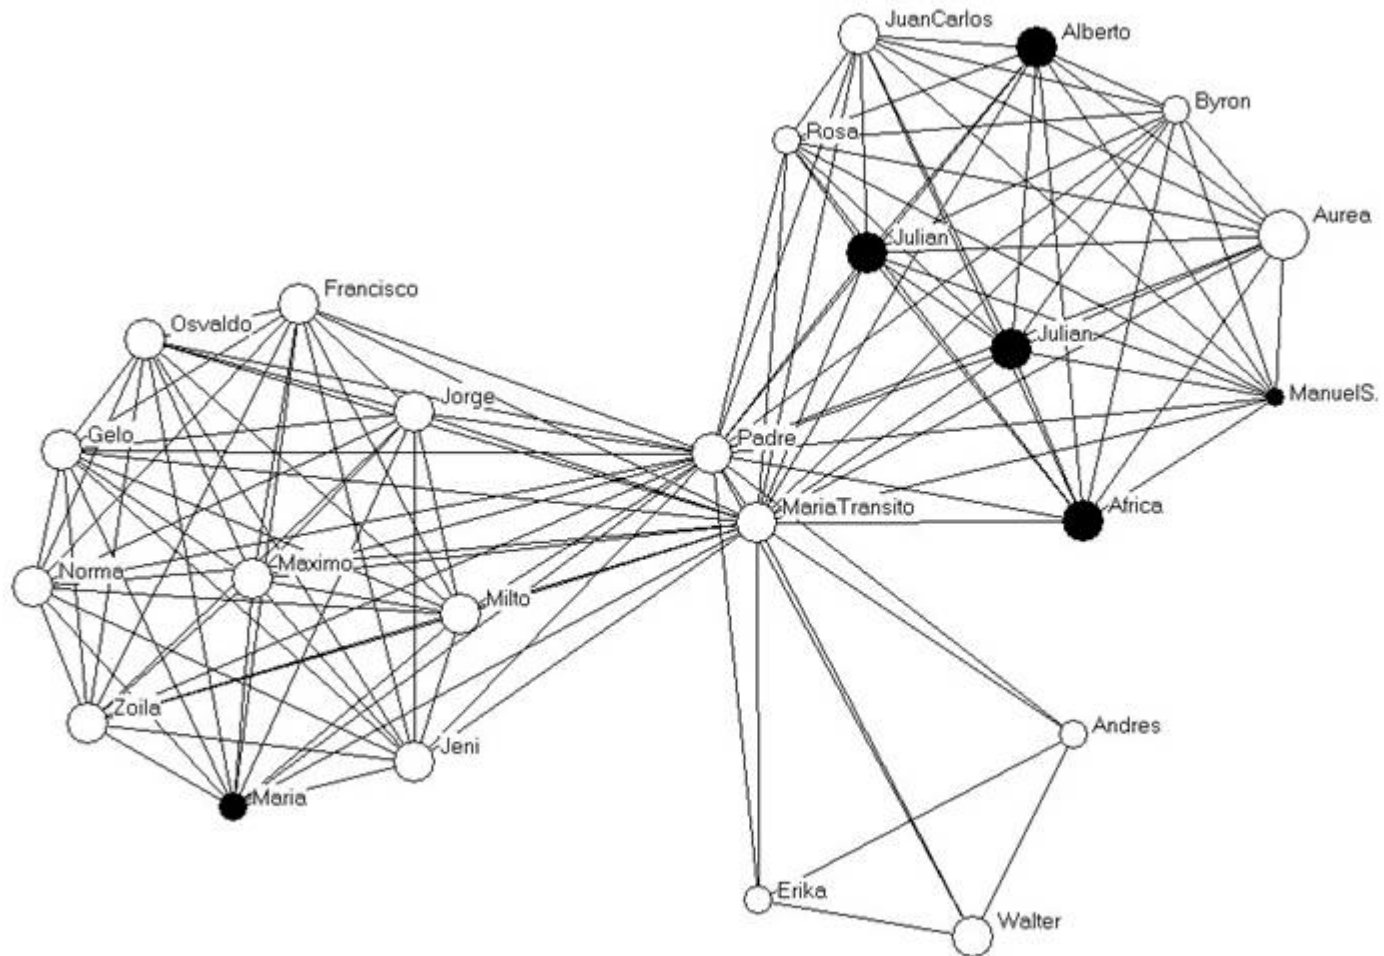 JuanCarlos
Alberto
Byron
Rosa
Aurea
Julian
Francisco
Osvaldo
Julian
Jorge
ManuelS.
Gelo
Padre
MariaTransito
Africa
Maximo
Norma
Milto
Zoila
Andres
Jeni
Maria
Erika
Walter